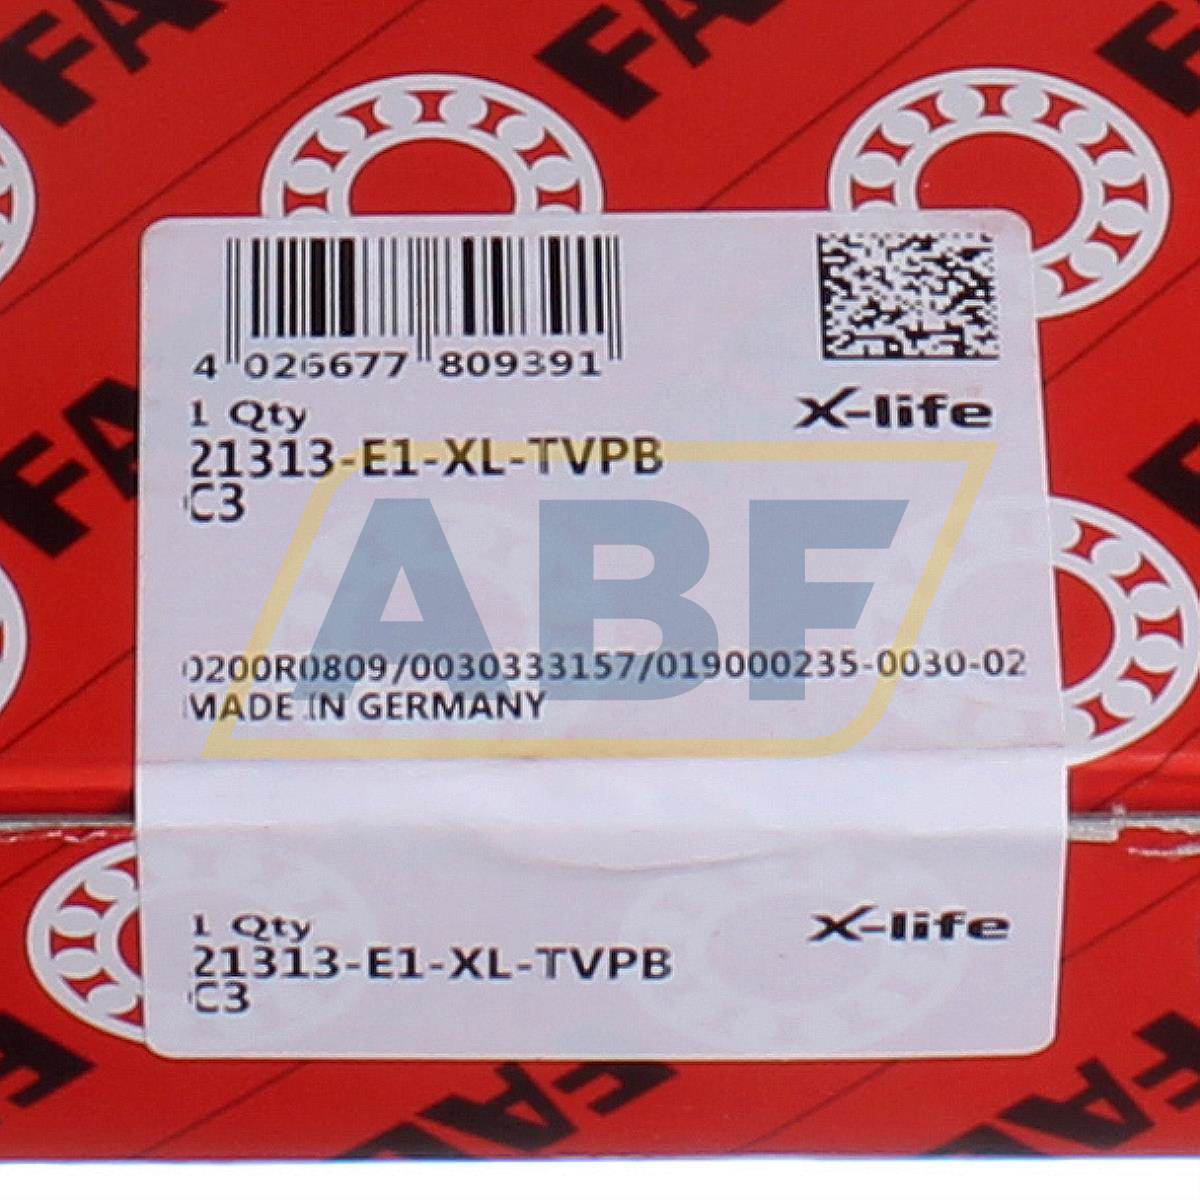 4 026677 809391
1 Qty
X-life
21313-E1-XL-TVPB
C3
ABF
0200R0809/0030333157/019000235-0030-02
MADE IN GERMANY
1 Qty
X-life
21313-E1-XL-TVPB
C3